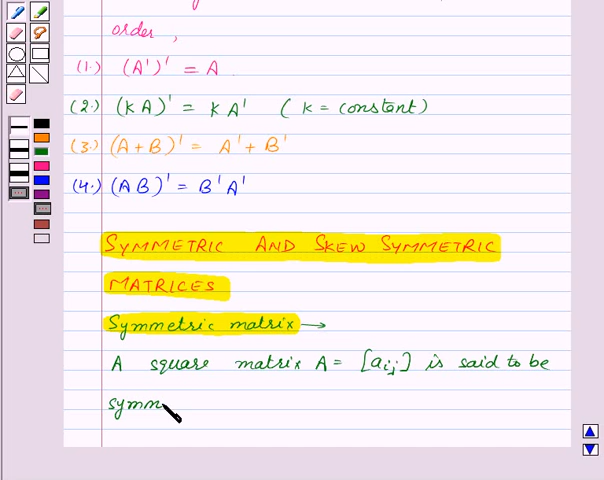 order,
(1.) (A')' = A
(2.) (KA)' = KA' (K = constant)
(3.) (A+B)' = A' + B'
(4.) (AB)' = B'A'
SYMMETRIC AND SKEW SYMMETRIC
MATRICES
Symmetric matrix →
A square matrix A = [aij] is said to be
symm